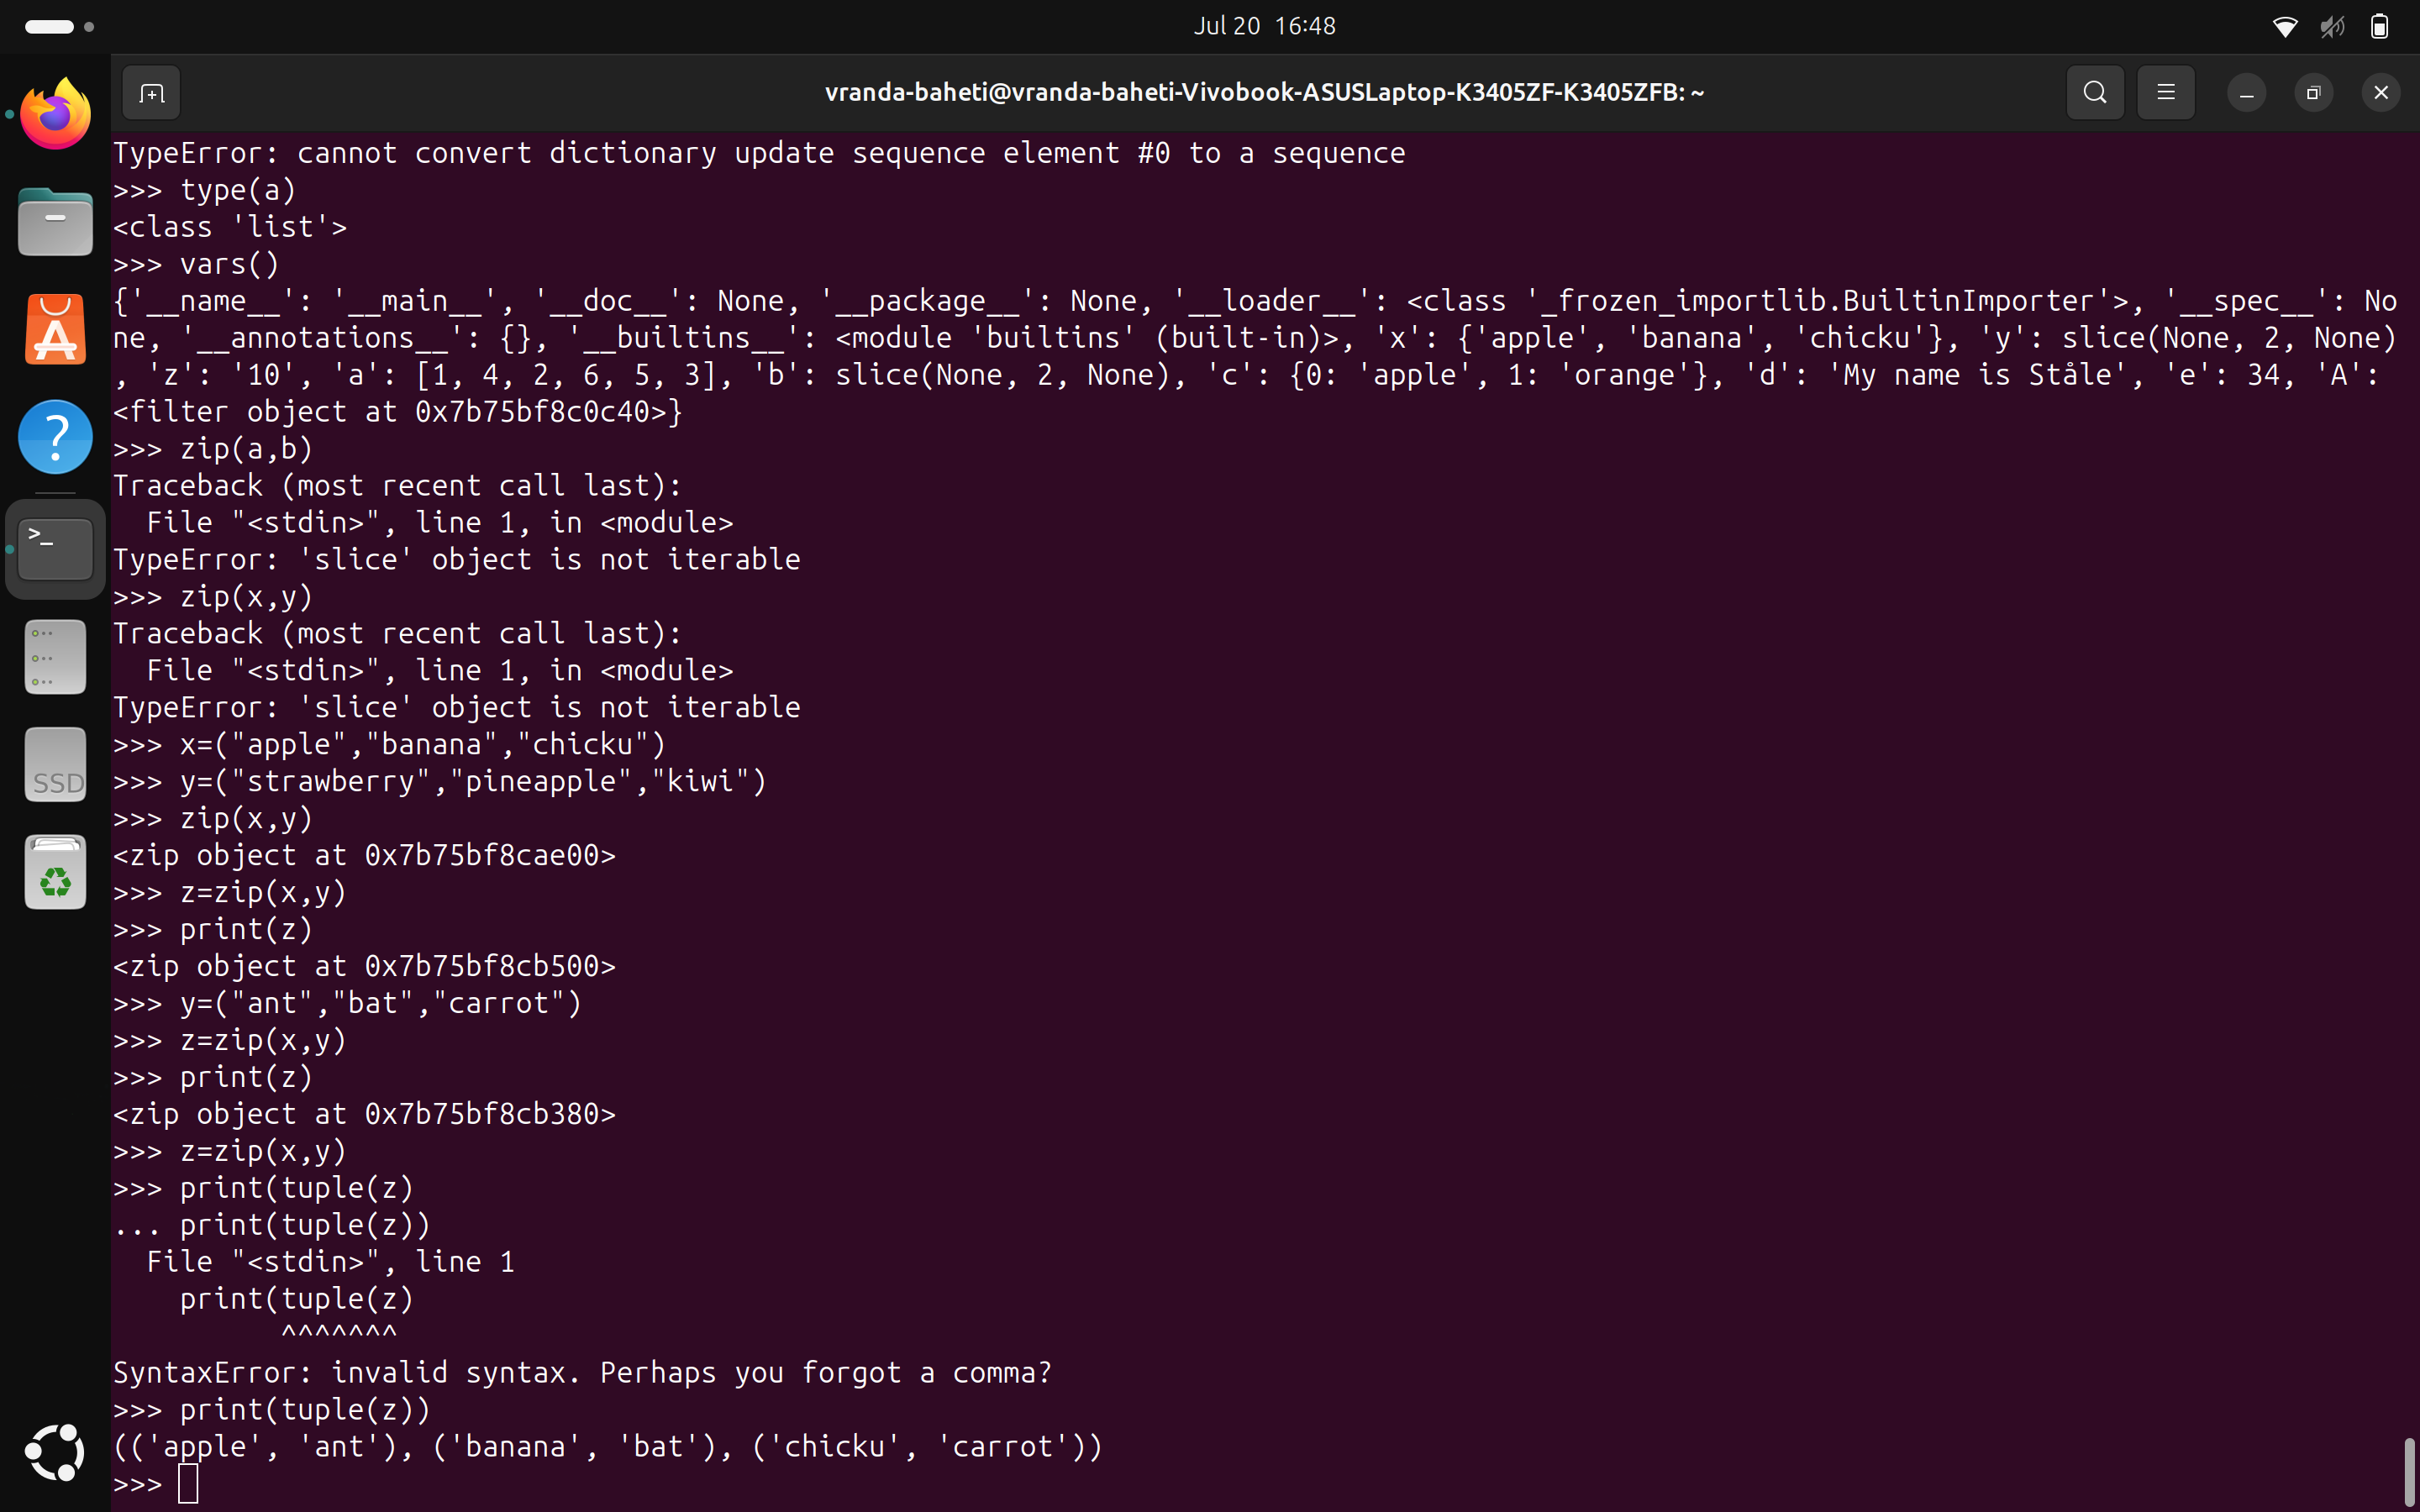 Jul 20 16:48
vranda-baheti@vranda-baheti-Vivobook-ASUSLaptop-K3405ZF-K3405ZFB: ~
TypeError: cannot convert dictionary update sequence element #0 to a sequence
>>> type(a)
<class 'list'>
>>> vars()
{'__name__': '__main__', '__doc__': None, '__package__': None, '__loader__': <class '_frozen_importlib.BuiltinImporter'>, '__spec__': No
ne, '__annotations__': {}, '__builtins__': <module 'builtins' (built-in)>, 'x': {'apple', 'banana', 'chicku'}, 'y': slice(None, 2, None)
, 'z': '10', 'a': [1, 4, 2, 6, 5, 3], 'b': slice(None, 2, None), 'c': {0: 'apple', 1: 'orange'}, 'd': 'My name is Ståle', 'e': 34, 'A':
<filter object at 0x7b75bf8c0c40>}
>>> zip(a,b)
Traceback (most recent call last):
  File "<stdin>", line 1, in <module>
TypeError: 'slice' object is not iterable
>>> zip(x,y)
Traceback (most recent call last):
  File "<stdin>", line 1, in <module>
TypeError: 'slice' object is not iterable
>>> x=("apple","banana","chicku")
>>> y=("strawberry","pineapple","kiwi")
>>> zip(x,y)
<zip object at 0x7b75bf8cae00>
>>> z=zip(x,y)
>>> print(z)
<zip object at 0x7b75bf8cb500>
>>> y=("ant","bat","carrot")
>>> z=zip(x,y)
>>> print(z)
<zip object at 0x7b75bf8cb380>
>>> z=zip(x,y)
>>> print(tuple(z)
... print(tuple(z))
  File "<stdin>", line 1
    print(tuple(z)
          ^^^^^^^
SyntaxError: invalid syntax. Perhaps you forgot a comma?
>>> print(tuple(z))
(('apple', 'ant'), ('banana', 'bat'), ('chicku', 'carrot'))
>>>
SSD